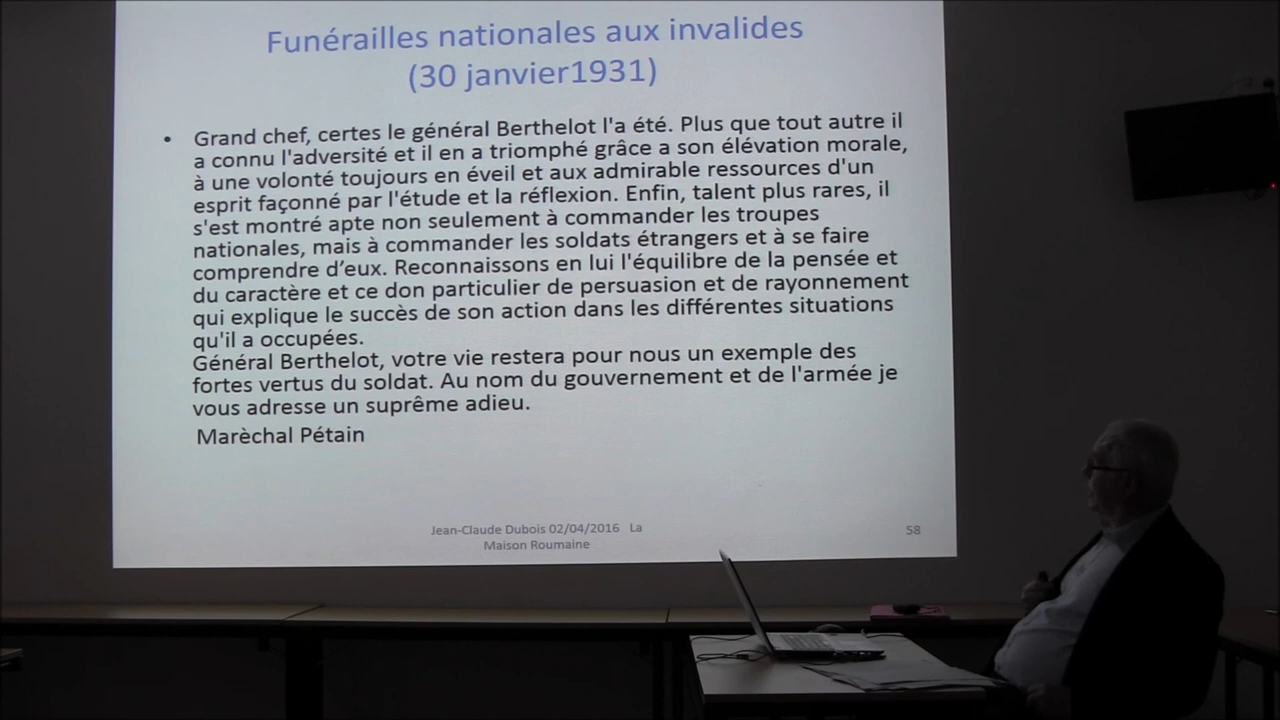 Funérailles nationales aux invalides
(30 janvier1931)
• Grand chef, certes le général Berthelot l'a été. Plus que tout autre il
a connu l'adversité et il en a triomphé grâce a son élévation morale,
à une volonté toujours en éveil et aux admirable ressources d'un
esprit façonné par l'étude et la réflexion. Enfin, talent plus rares, il
s'est montré apte non seulement à commander les troupes
nationales, mais à commander les soldats étrangers et à se faire
comprendre d’eux. Reconnaissons en lui l'équilibre de la pensée et
du caractère et ce don particulier de persuasion et de rayonnement
qui explique le succès de son action dans les différentes situations
qu'il a occupées.
Général Berthelot, votre vie restera pour nous un exemple des
fortes vertus du soldat. Au nom du gouvernement et de l'armée je
vous adresse un suprême adieu.
Marèchal Pétain
Jean-Claude Dubois 02/04/2016 La
Maison Roumaine
58